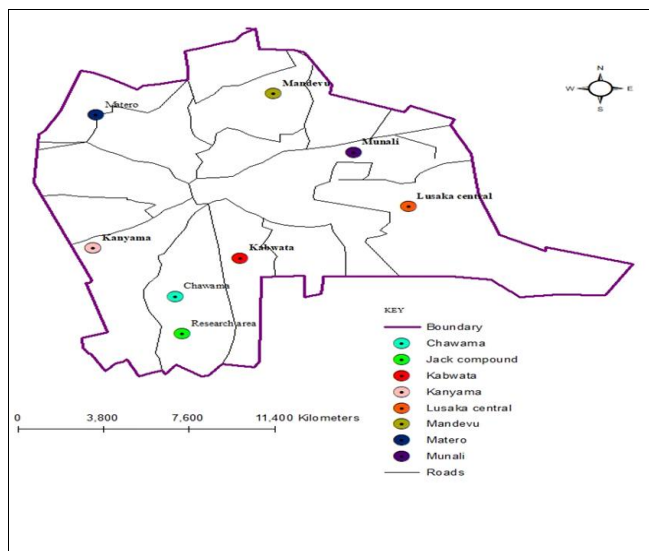 N
W E
S
Mandevu
Matero
Munali
Lusaka central
Kanyama
Kabwata
Chawama
Research area
KEY
Boundary
Chawama
Jack compound
Kabwata
Kanyama
Lusaka central
Mandevu
Matero
Munali
Roads
0 3,800 7,600 11,400 Kilometers